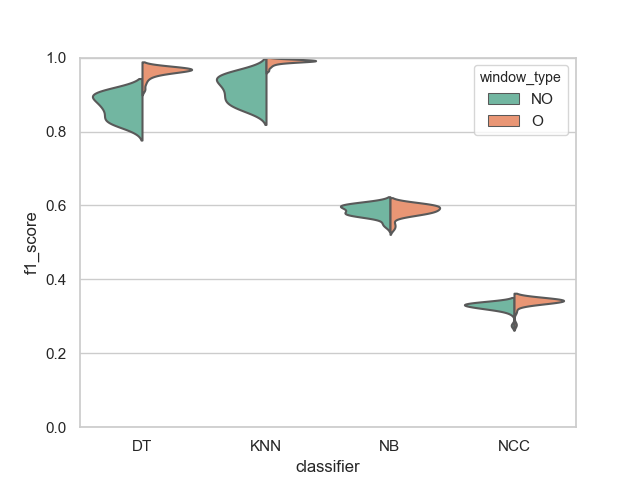 1.0
0.8
0.6
0.4
0.2
0.0
f1_score
window_type
NO
O
DT KNN NB NCC
classifier